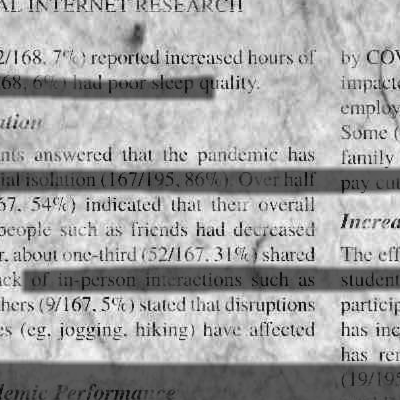 AL INTERNET RESEARCH
2/168, 7%) reported increased hours of
68, 6%) had poor sleep quality.
ation
nts answered that the pandemic has
ial isolation (167/195, 86%). Over half
67, 54%) indicated that their overall
people such as friends had decreased
r, about one-third (52/167, 31%) shared
ack of in-person interactions such as
hers (9/167, 5%) stated that disruptions
es (eg, jogging, hiking) have affected
demic Performance
by COV
impacte
employ
Some (
family
pay cut
Increa
The eff
student
particip
has inc
has ren
(19/195